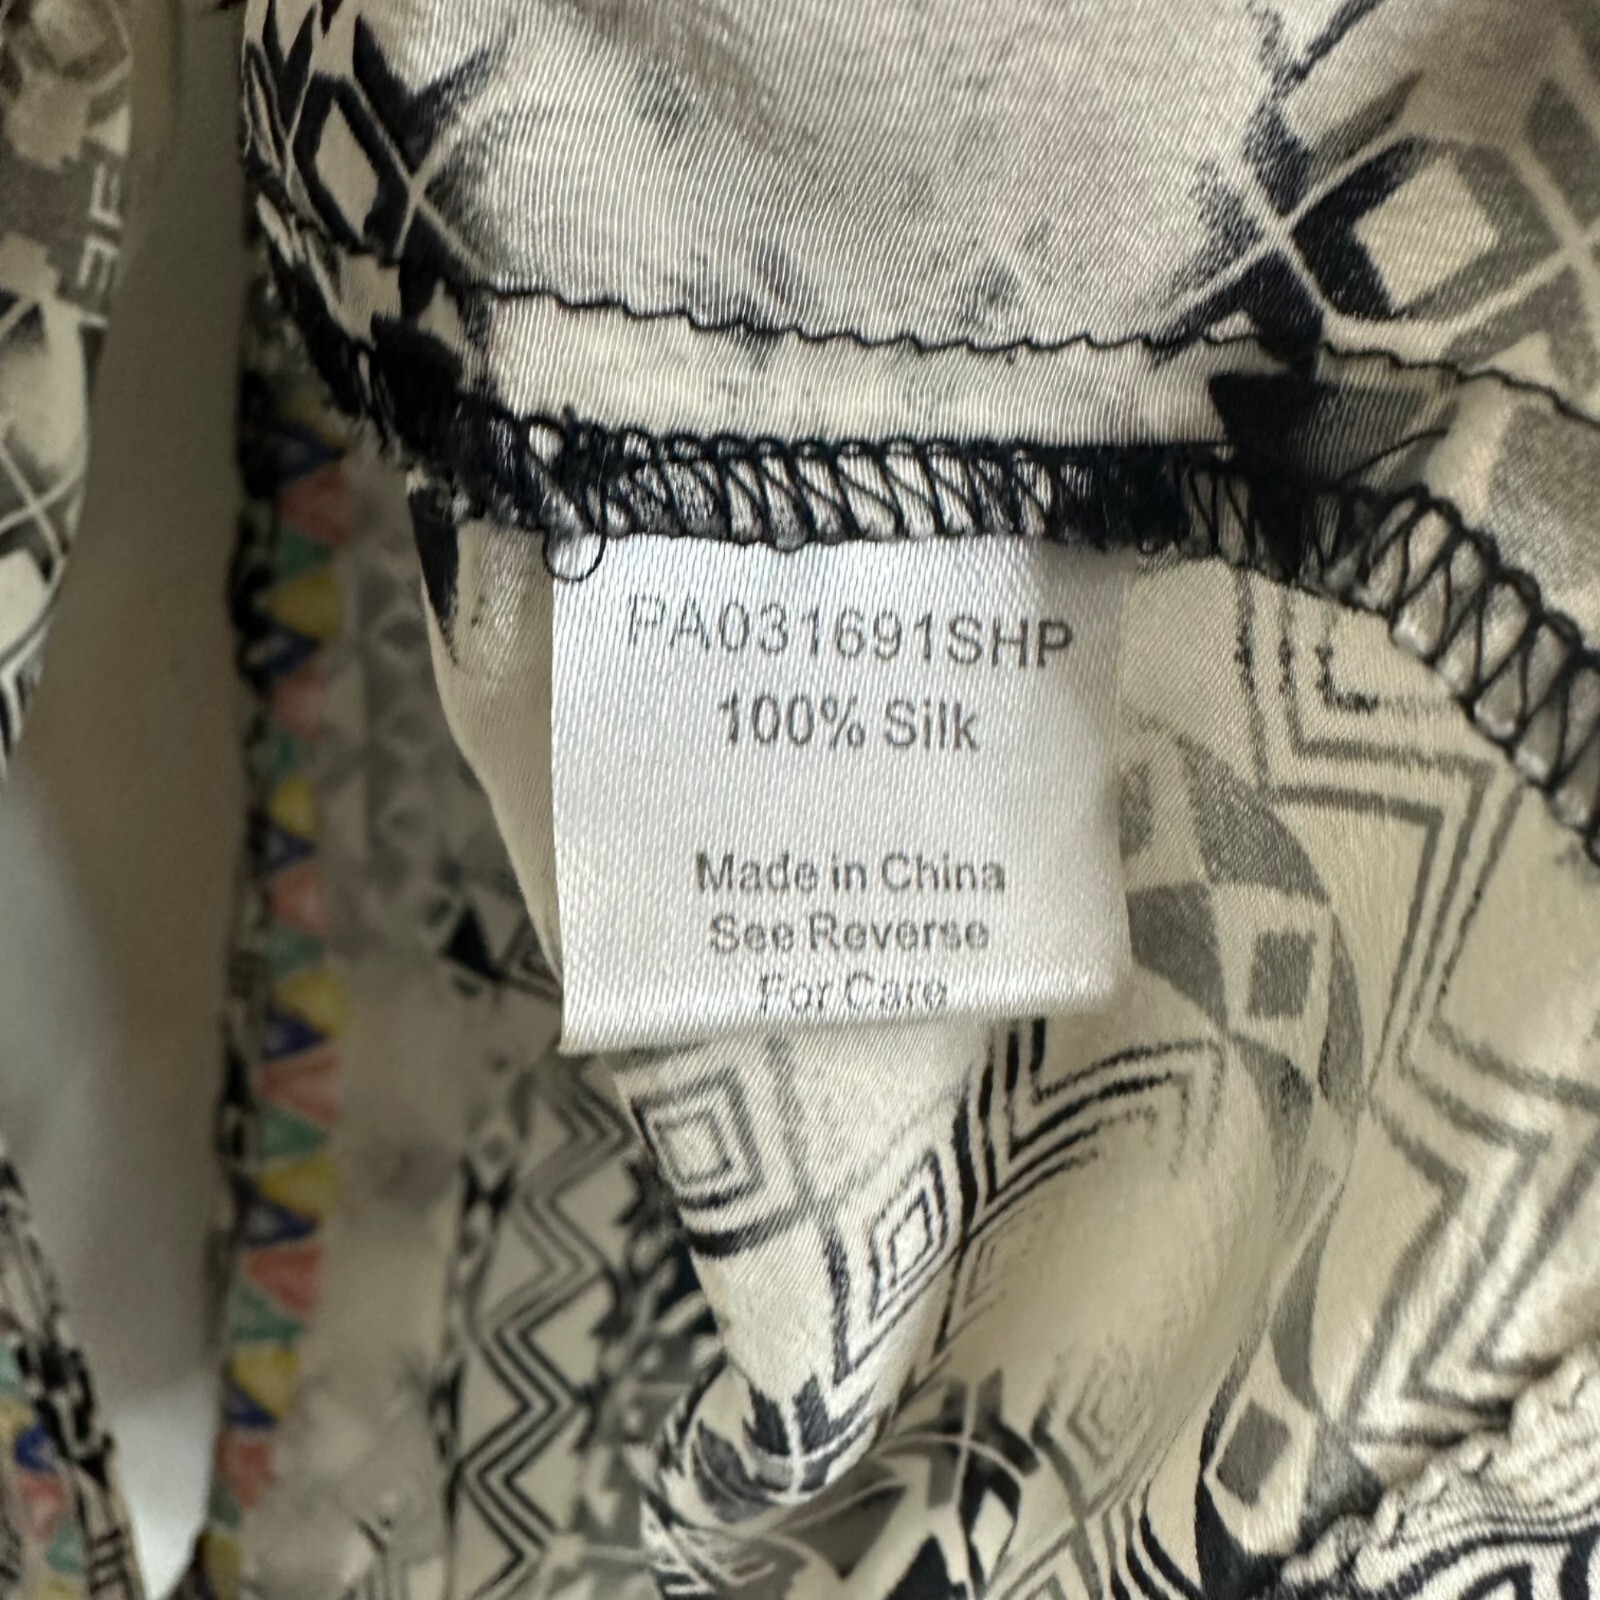 PA031691SHP
100% Silk
Made in China
See Reverse
For Care